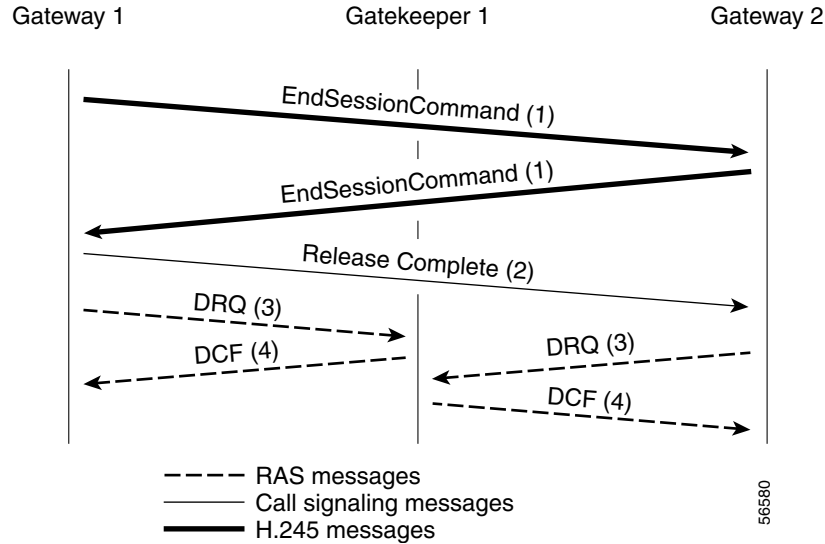 Gateway 1
Gatekeeper 1
Gateway 2
EndSessionCommand (1)
EndSessionCommand (1)
Release Complete (2)
DRQ (3)
DCF (4)
DRQ (3)
DCF (4)
RAS messages
Call signaling messages
H.245 messages
56580